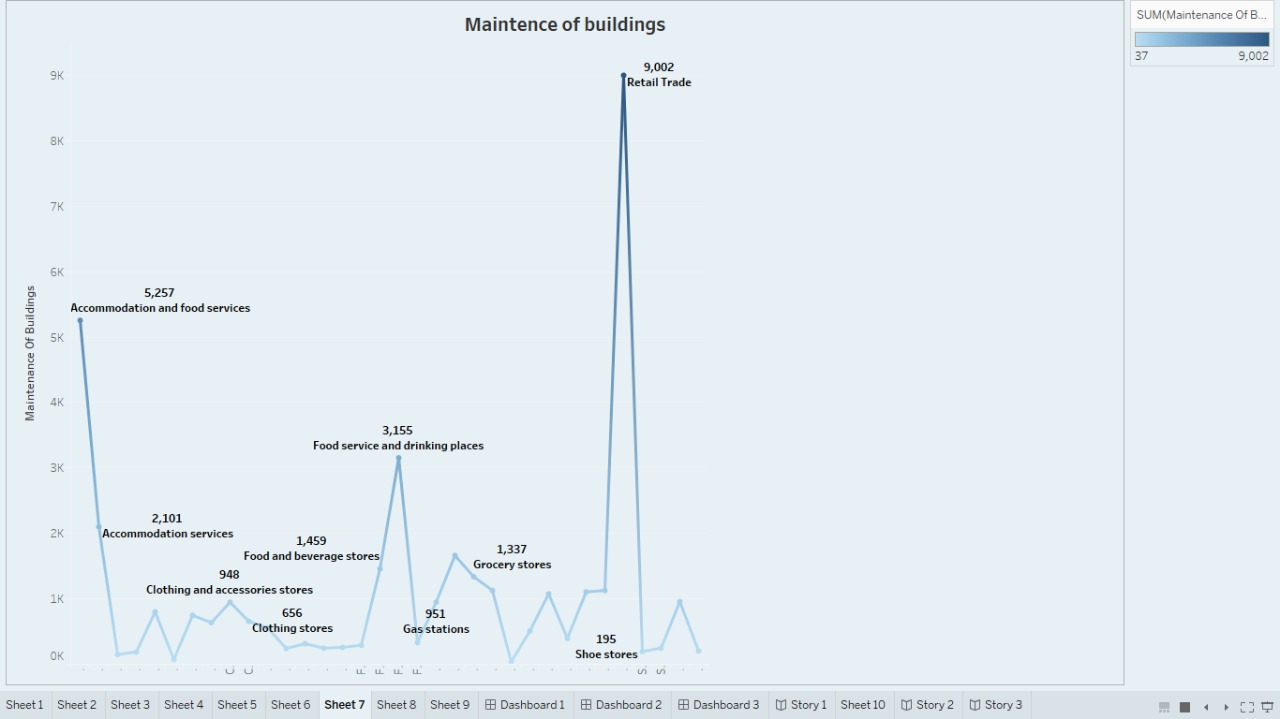 Maintence of buildings
SUM(Maintenance Of B...
37 9,002
9K
8K
7K
6K
5K
4K
3K
2K
1K
0K
Maintenance Of Buildings
9,002
Retail Trade
5,257
Accommodation and food services
3,155
Food service and drinking places
2,101
Accommodation services
1,459
Food and beverage stores
1,337
Grocery stores
948
Clothing and accessories stores
656
Clothing stores
951
Gas stations
195
Shoe stores
Sheet 1 Sheet 2 Sheet 3 Sheet 4 Sheet 5 Sheet 6 Sheet 7 Sheet 8 Sheet 9 Dashboard 1 Dashboard 2 Dashboard 3 Story 1 Sheet 10 Story 2 Story 3